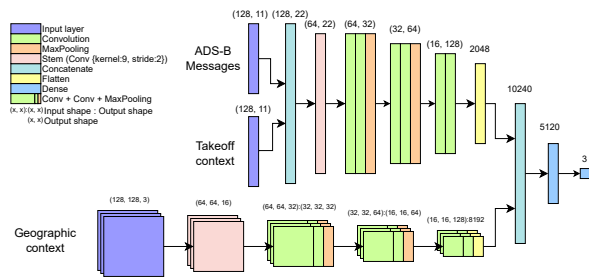 Input layer
Convolution
MaxPooling
Stem (Conv {kernel:9, stride:2})
Concatenate
Flatten
Dense
Conv + Conv + MaxPooling
(x, x):(x, x) Input shape : Output shape
(x, x) Output shape
(128, 11)
(128, 22)
(64, 22)
(64, 32)
(32, 64)
(16, 128)
2048
ADS-B
Messages
(128, 11)
Takeoff
context
10240
5120
3
(128, 128, 3)
(64, 64, 16)
(64, 64, 32):(32, 32, 32)
(32, 32, 64):(16, 16, 64)
(16, 16, 128):8192
Geographic
context